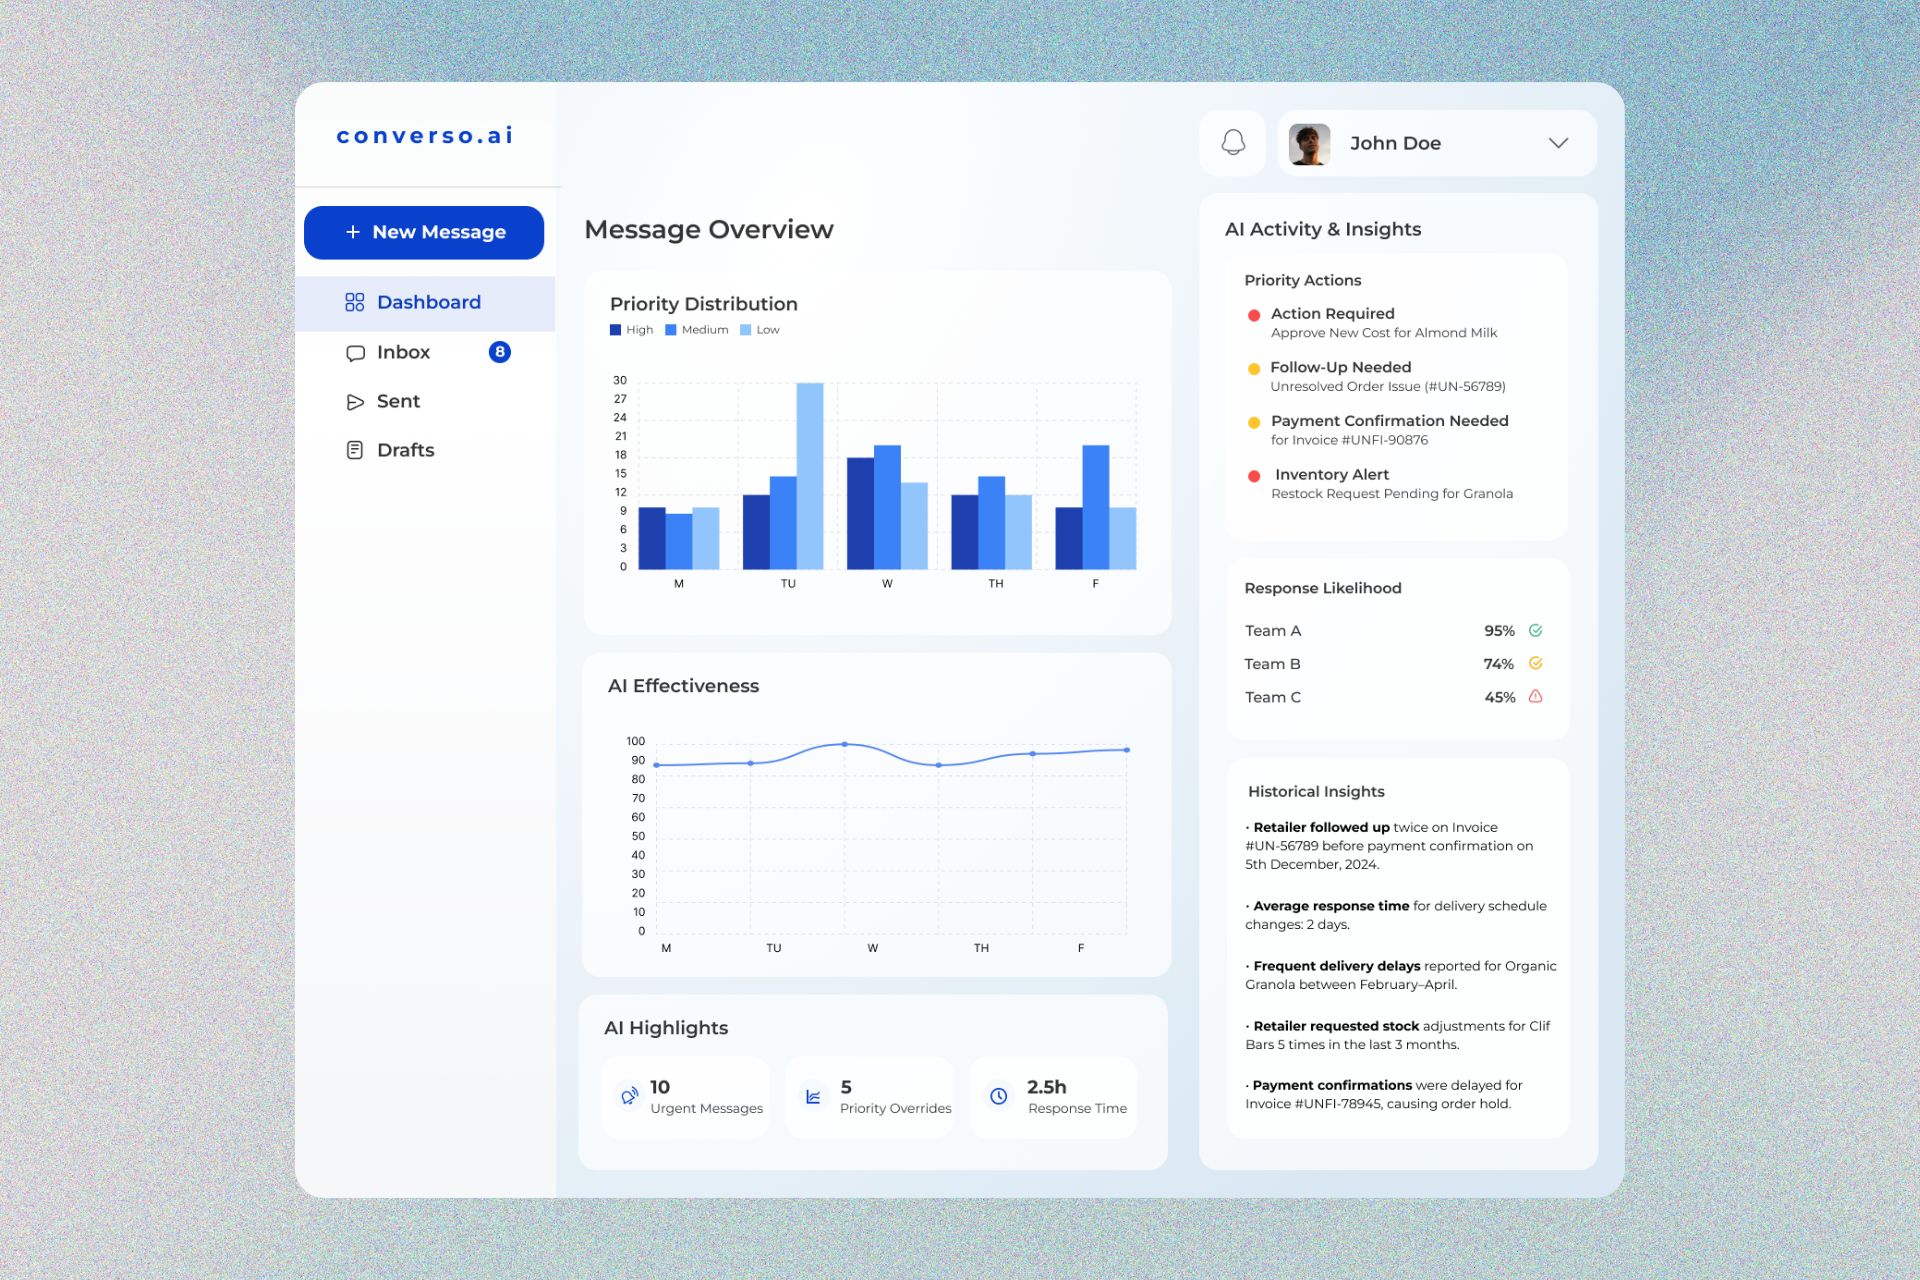 converso.ai
+ New Message
Dashboard
Inbox 8
Sent
Drafts
John Doe
Message Overview
Priority Distribution
High Medium Low
30
27
24
21
18
15
12
9
6
3
0
M TU W TH F
AI Effectiveness
100
90
80
70
60
50
40
30
20
10
0
M TU W TH F
AI Highlights
10
Urgent Messages
5
Priority Overrides
2.5h
Response Time
AI Activity & Insights
Priority Actions
Action Required
Approve New Cost for Almond Milk
Follow-Up Needed
Unresolved Order Issue (#UN-56789)
Payment Confirmation Needed
for Invoice #UNFI-90876
Inventory Alert
Restock Request Pending for Granola
Response Likelihood
Team A 95%
Team B 74%
Team C 45%
Historical Insights
· Retailer followed up twice on Invoice
#UN-56789 before payment confirmation on
5th December, 2024.
· Average response time for delivery schedule
changes: 2 days.
· Frequent delivery delays reported for Organic
Granola between February–April.
· Retailer requested stock adjustments for Clif
Bars 5 times in the last 3 months.
· Payment confirmations were delayed for
Invoice #UNFI-78945, causing order hold.